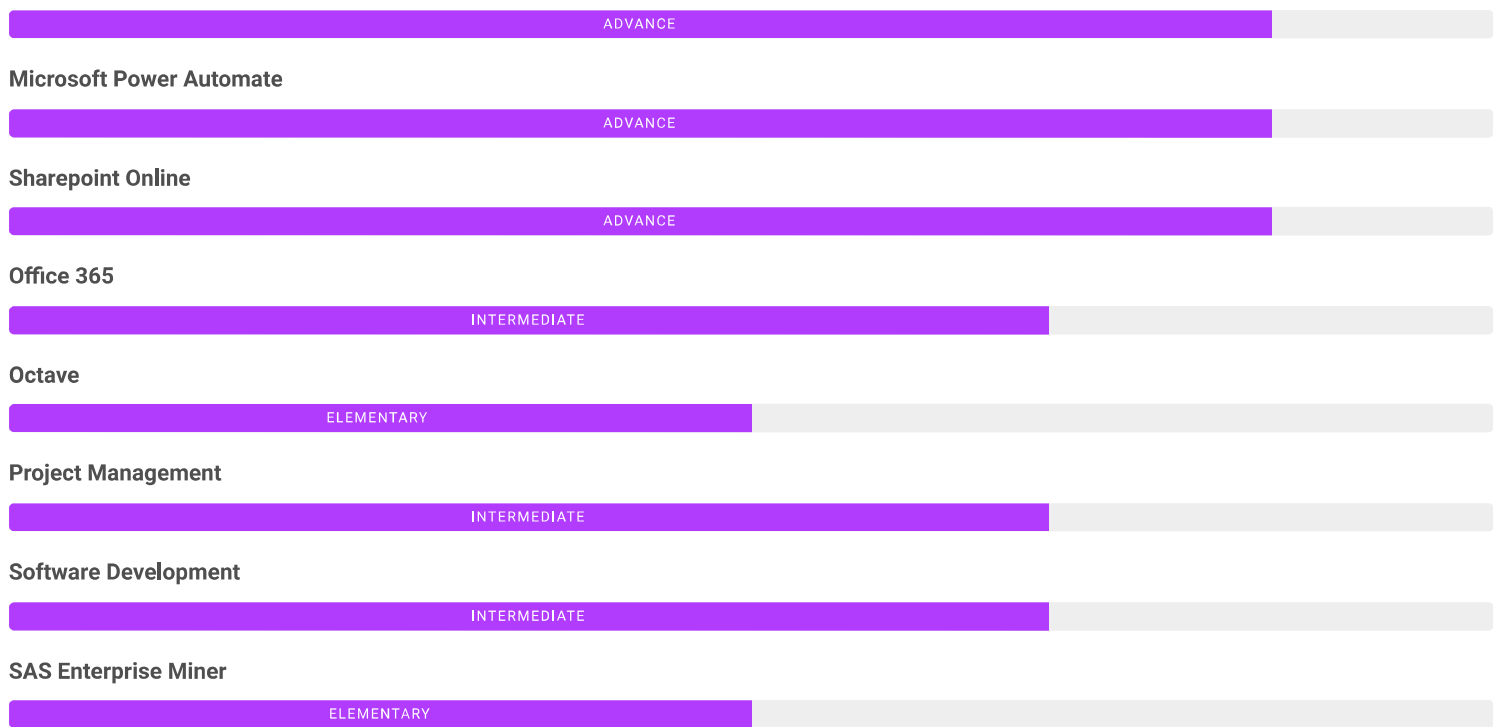 ADVANCE
Microsoft Power Automate
ADVANCE
Sharepoint Online
ADVANCE
Office 365
INTERMEDIATE
Octave
ELEMENTARY
Project Management
INTERMEDIATE
Software Development
INTERMEDIATE
SAS Enterprise Miner
ELEMENTARY